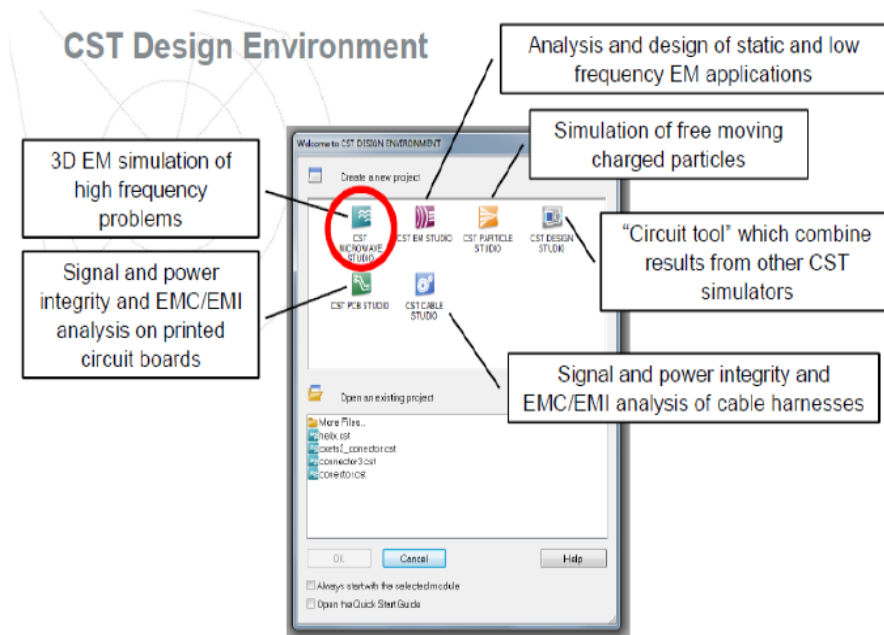 CST Design Environment
Analysis and design of static and low
frequency EM applications
Simulation of free moving
charged particles
3D EM simulation of
high frequency
problems
"Circuit tool" which combine
results from other CST
simulators
Signal and power
integrity and EMC/EMI
analysis on printed
circuit boards
Signal and power integrity and
EMC/EMI analysis of cable harnesses
Welcome to CST DESIGN ENVIRONMENT
Create a new project
CST
MICROWAVE
STUDIO
CST EM STUDIO
CST PARTICLE
STUDIO
CST DESIGN
STUDIO
CST PCB STUDIO
CST CABLE
STUDIO
Open an existing project
More Files..
helix.cst
connector3.cst
OK
Cancel
Help
Always start with the selected module
Open the Quick Start Guide